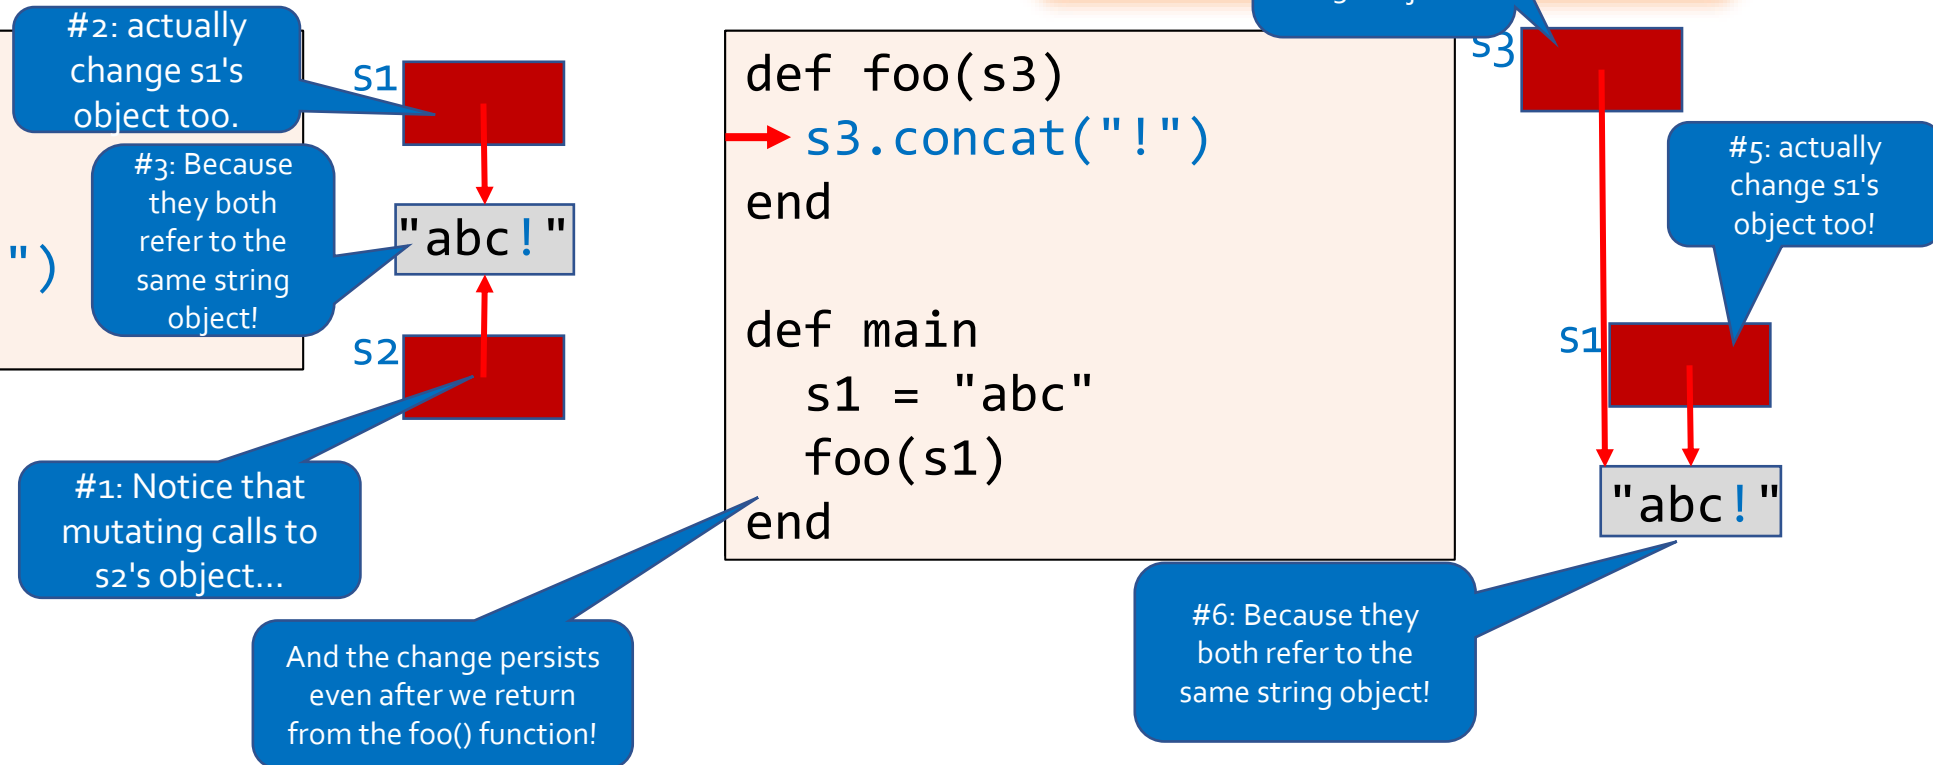 #2: actually
change s1's
object too.
s1
#3: Because
they both
refer to the
same string
object!
")
"abc!"
s2
#1: Notice that
mutating calls to
s2's object…
def foo(s3)
s3.concat("!")
end
def main
s1 = "abc"
foo(s1)
end
And the change persists
even after we return
from the foo() function!
s3
#5: actually
change s1's
object too!
s1
"abc!"
#6: Because they
both refer to the
same string object!